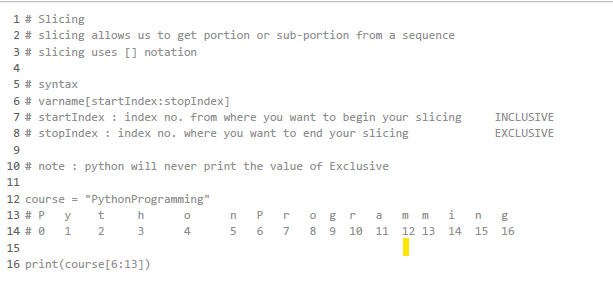 1 # Slicing
2 # slicing allows us to get portion or sub-portion from a sequence
3 # slicing uses [] notation
4
5 # syntax
6 # varname[startIndex:stopIndex]
7 # startIndex : index no. from where you want to begin your slicing     INCLUSIVE
8 # stopIndex : index no. where you want to end your slicing             EXCLUSIVE
9
10 # note : python will never print the value of Exclusive
11
12 course = "PythonProgramming"
13 # P   y    t     h      o      n  P  r   o  g  r   a  m  m  i   n  g
14 # 0   1    2     3      4      5  6  7   8  9  10  11  12 13  14  15  16
15
16 print(course[6:13])